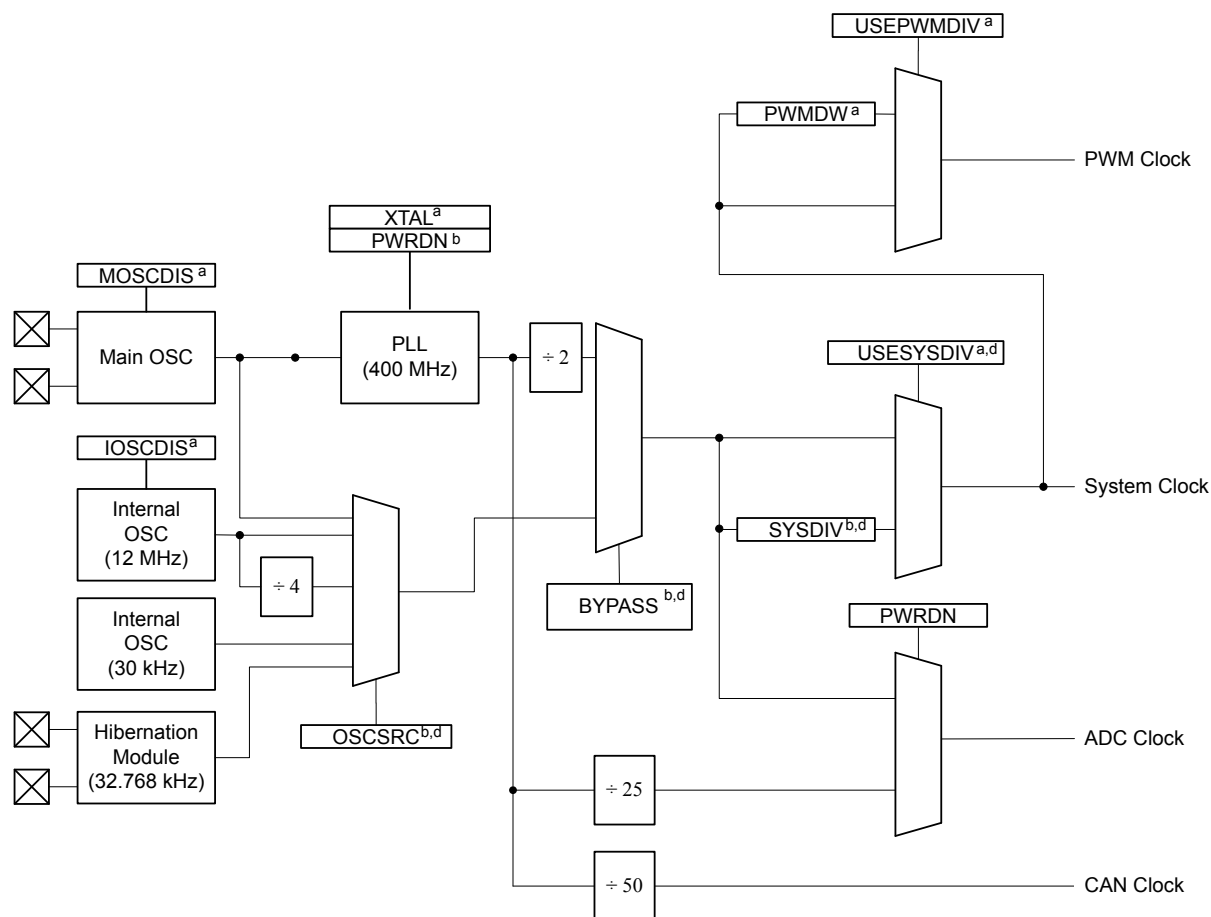 USEPWMDIV a
PWMDW a
PWM Clock
XTAL a
PWRDN b
MOSCDIS a
Main OSC
PLL
(400 MHz)
÷ 2
USESYSDIV a,d
IOSCDIS a
Internal
OSC
(12 MHz)
÷ 4
System Clock
SYSDIV b,d
BYPASS b,d
Internal
OSC
(30 kHz)
PWRDN
OSCSRC b,d
Hibernation
Module
(32.768 kHz)
ADC Clock
÷ 25
÷ 50
CAN Clock